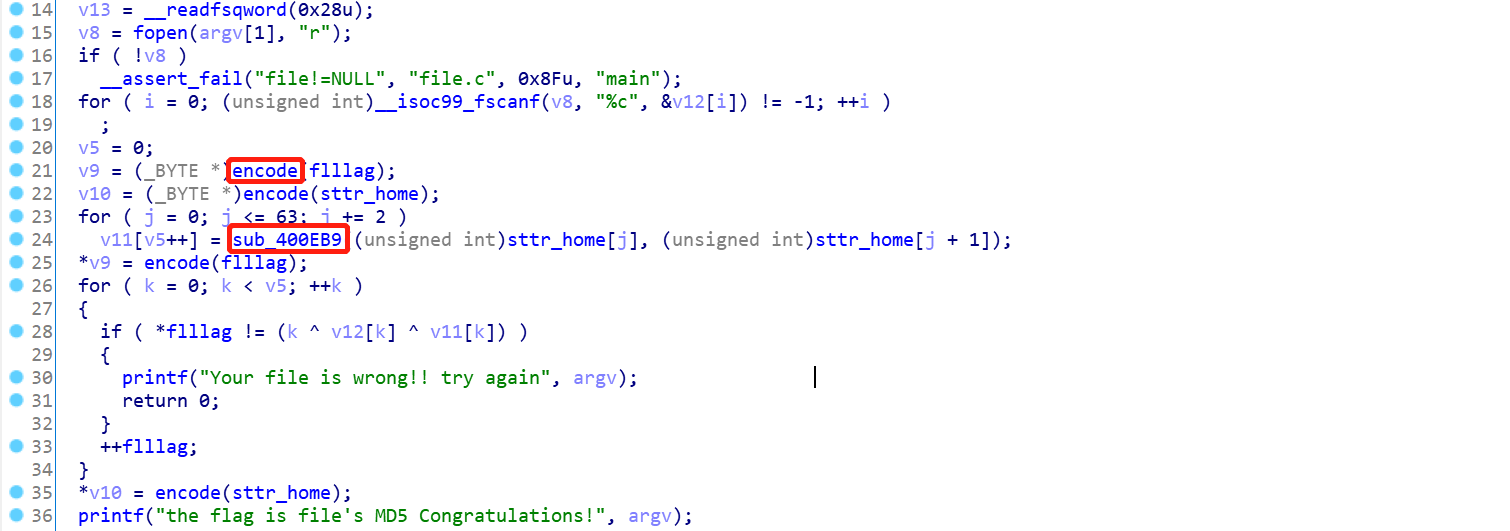 14 v13 = __readfsqword(0x28u);
15 v8 = fopen(argv[1], "r");
16 if ( !v8 )
17 __assert_fail("file!=NULL", "file.c", 0x8Fu, "main");
18 for ( i = 0; (unsigned int)__isoc99_fscanf(v8, "%c", &v12[i]) != -1; ++i )
19 ;
20 v5 = 0;
21 v9 = (_BYTE *)encode(flllag);
22 v10 = (_BYTE *)encode(sttr_home);
23 for ( j = 0; j <= 63; j += 2 )
24 v11[v5++] = sub_400EB9((unsigned int)sttr_home[j], (unsigned int)sttr_home[j + 1]);
25 *v9 = encode(flllag);
26 for ( k = 0; k < v5; ++k )
27 {
28 if ( *flllag != (k ^ v12[k] ^ v11[k]) )
29 {
30 printf("Your file is wrong!! try again", argv);
31 return 0;
32 }
33 ++flllag;
34 }
35 *v10 = encode(sttr_home);
36 printf("the flag is file's MD5 Congratulations!", argv);